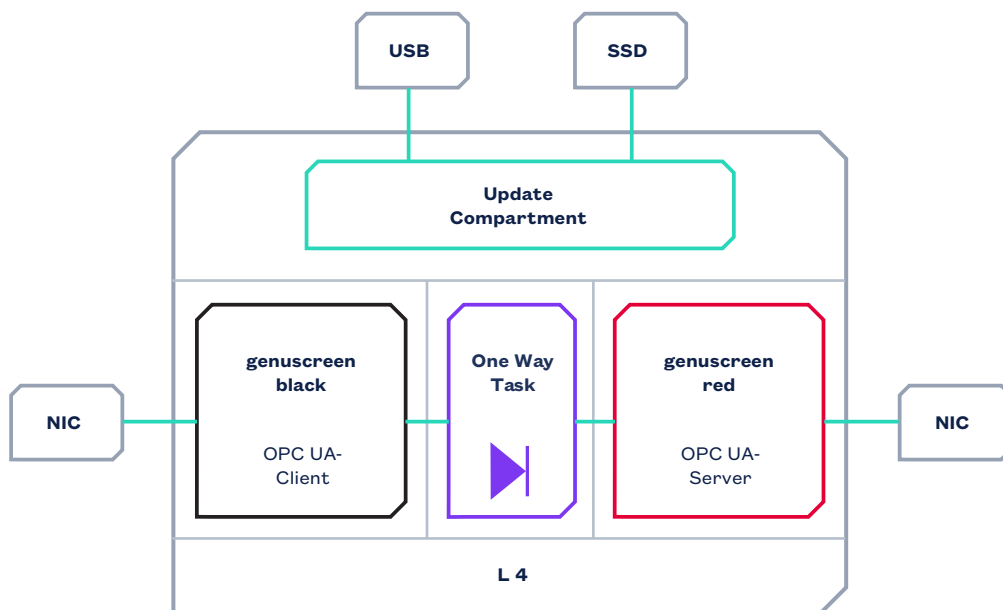 USB
SSD
Update
Compartment
genuscreen
black
One Way
Task
genuscreen
red
NIC
OPC UA-
Client
OPC UA-
Server
NIC
L 4